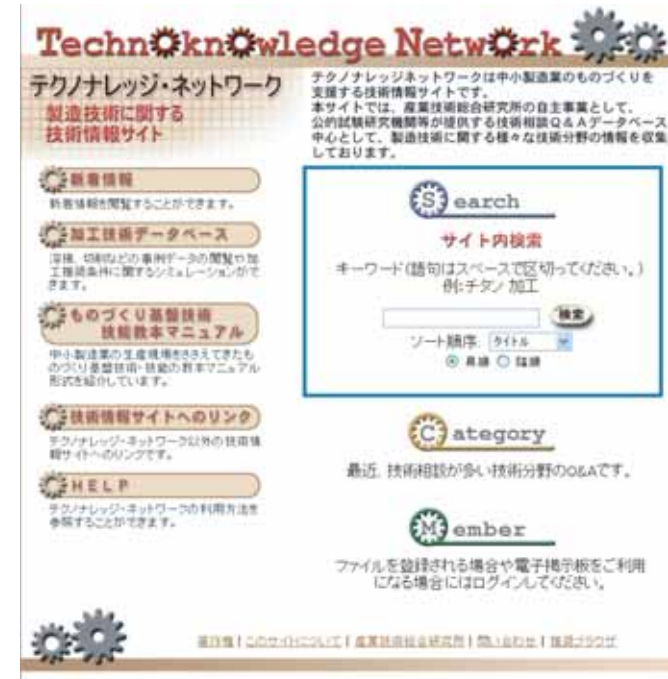 Technoknowledge Network
テクノナレッジ・ネットワーク
製造技術に関する
技術情報サイト
テクノナレッジネットワークは中小製造業のものづくりを
支援する技術情報サイトです。
本サイトでは、産業技術総合研究所の自主事業として、
公的試験研究機関等が提供する技術相談Q&Aデータベース
中心として、製造技術に関する様々な技術分野の情報を収集
しております。
新着情報
新着情報を閲覧することができます。
加工技術データベース
溶接、切削などの事例データの閲覧や加
工技術条件に関するシミュレーションがで
きます。
ものづくり基盤技術
技能教本マニュアル
中小製造業の生産現場をささえてきたも
のづくり基盤技術・技能の教本マニュアル
形式を紹介しています。
技術情報サイトへのリンク
テクノナレッジ・ネットワーク以外の技術情
報サイトへのリンクです。
HELP
テクノナレッジ・ネットワークの利用方法を
参照することができます。
Search
サイト内検索
キーワード(語句はスペースで区切ってください。)
例:チタン 加工
検索
ソート順序. タイトル
昇順 降順
Category
最近、技術相談が多い技術分野のQ&Aです。
Member
ファイルを登録される場合や電子掲示板をご利用
になる場合にはログインしてください。
著作権 | このサイトについて | 産業技術総合研究所 | 問い合わせ | 推奨ブラウザ